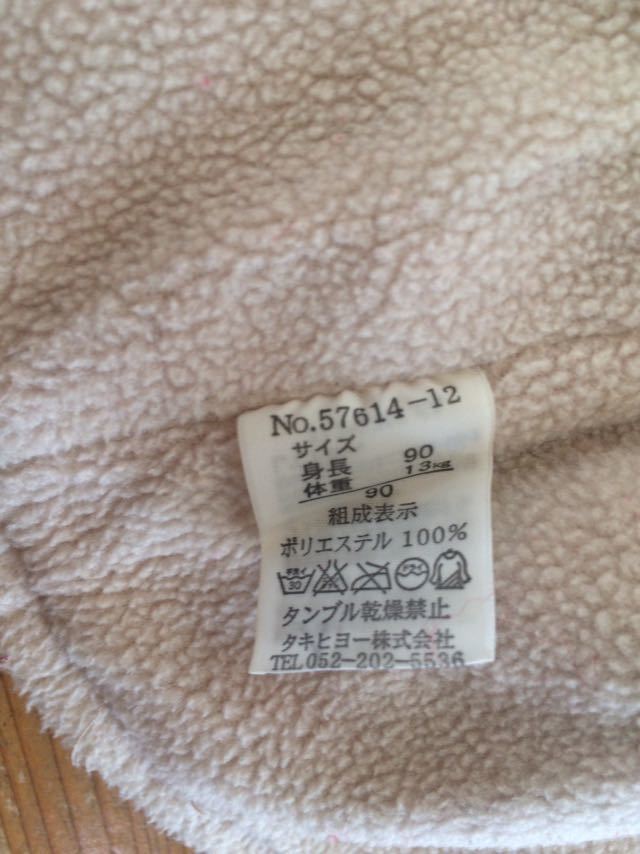 No.57614-12
サイズ
身長 90
体重 13kg
90
組成表示
ポリエステル 100%
30
タンブル乾燥禁止
タキヒヨー株式会社
TEL052-202-5536